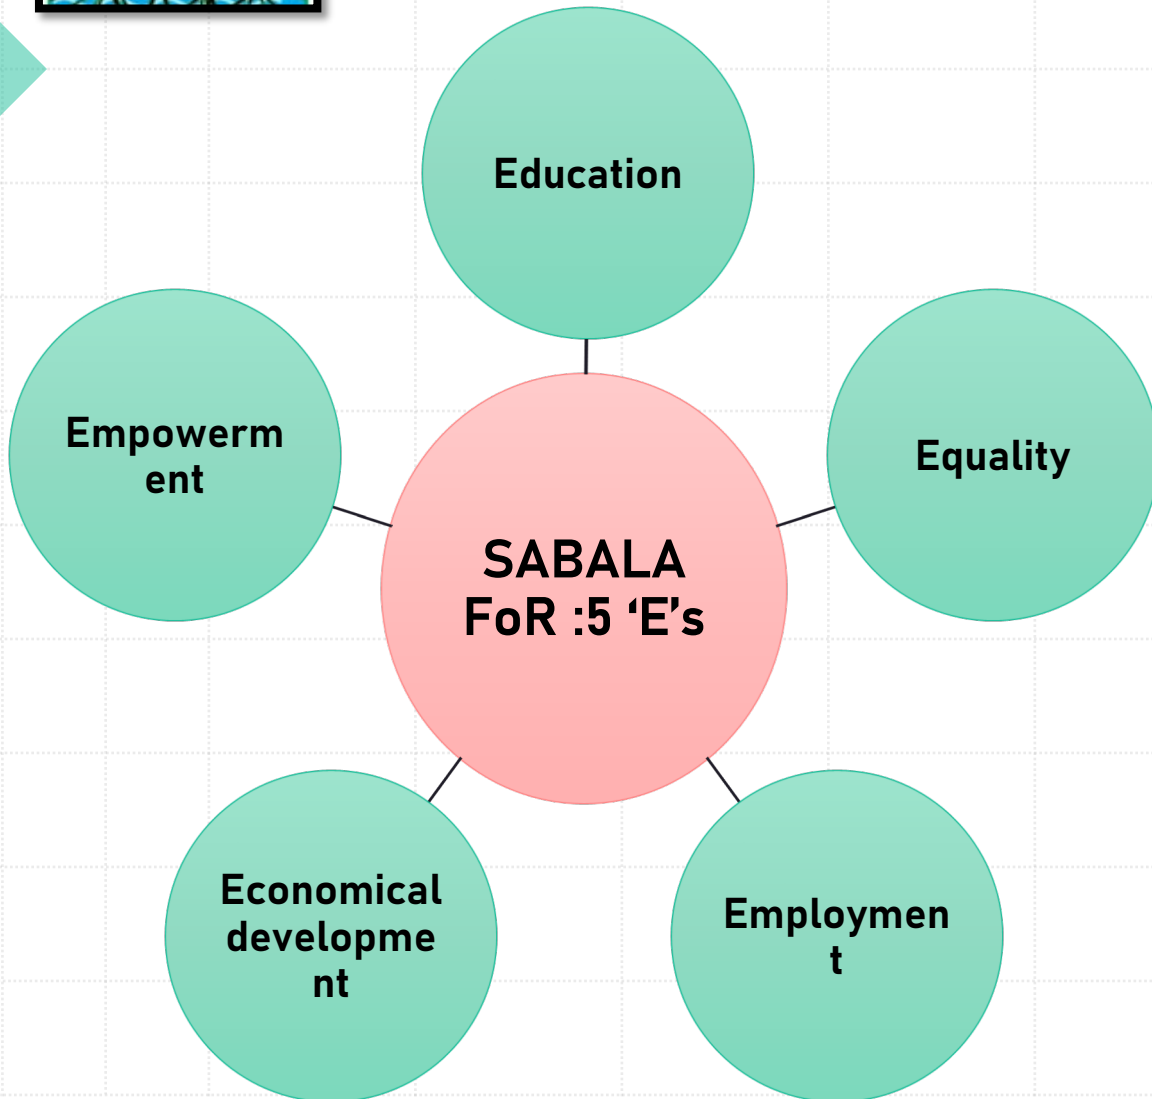 Education
Empowerm
ent
Equality
SABALA
FoR :5 ‘E’s
Economical
developme
nt
Employmen
t